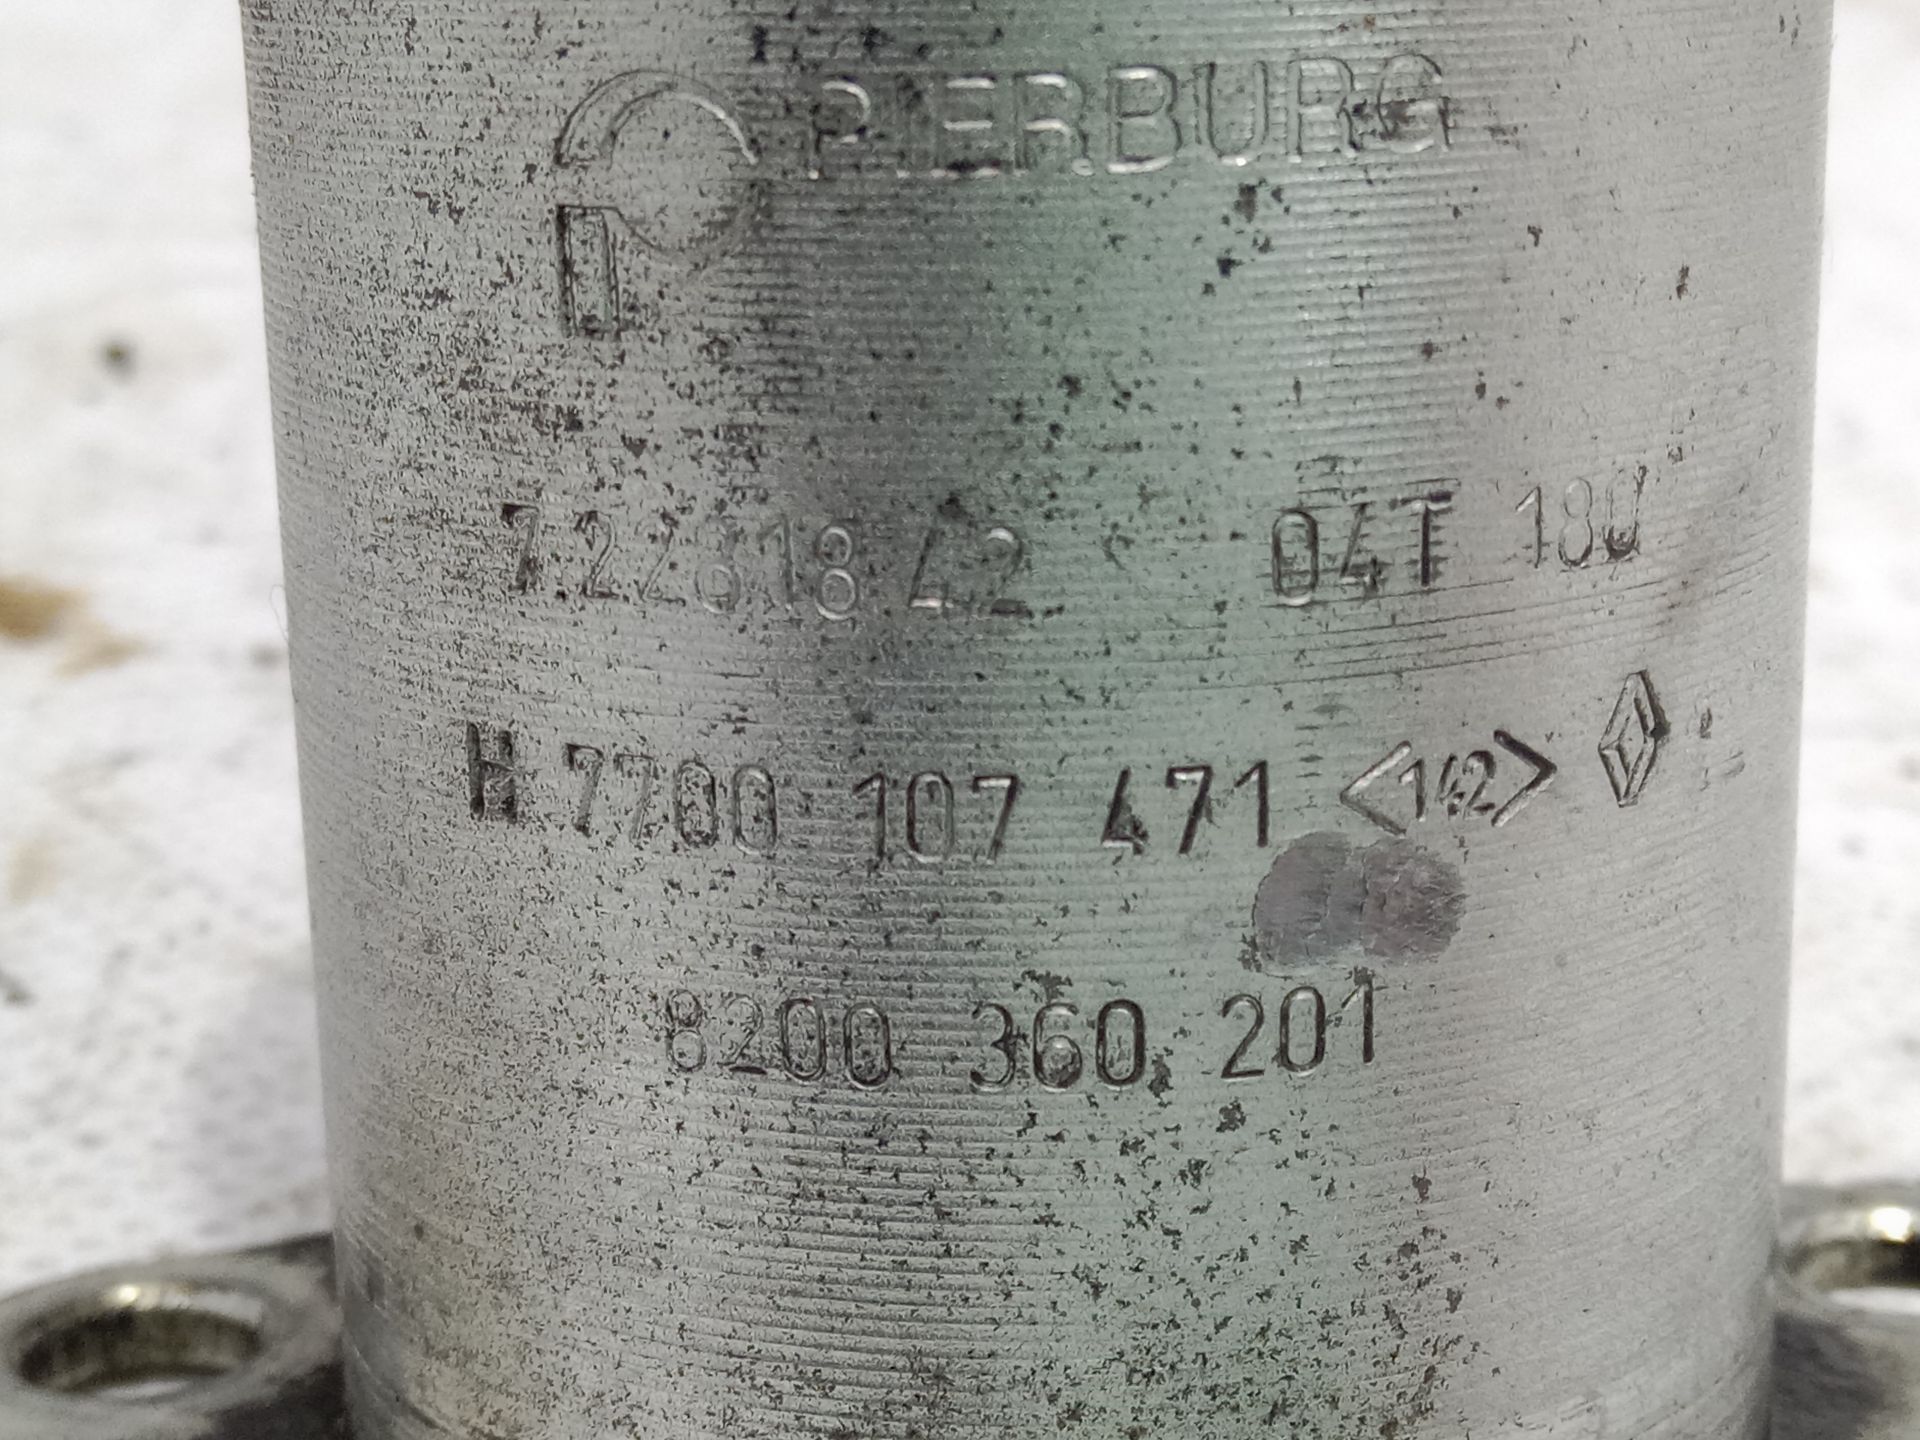 PIERBURG
7.22818.42 04T 180
H 7700 107 471 <142>
8200 360 201